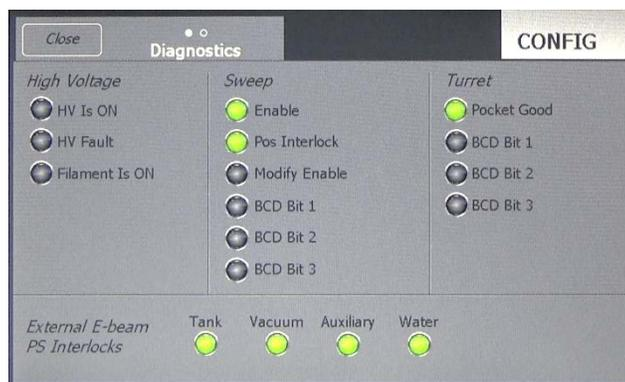 Close
Diagnostics
CONFIG
High Voltage
HV Is ON
HV Fault
Filament Is ON
Sweep
Enable
Pos Interlock
Modify Enable
BCD Bit 1
BCD Bit 2
BCD Bit 3
Turret
Pocket Good
BCD Bit 1
BCD Bit 2
BCD Bit 3
External E-beam
PS Interlocks
Tank Vacuum Auxiliary Water